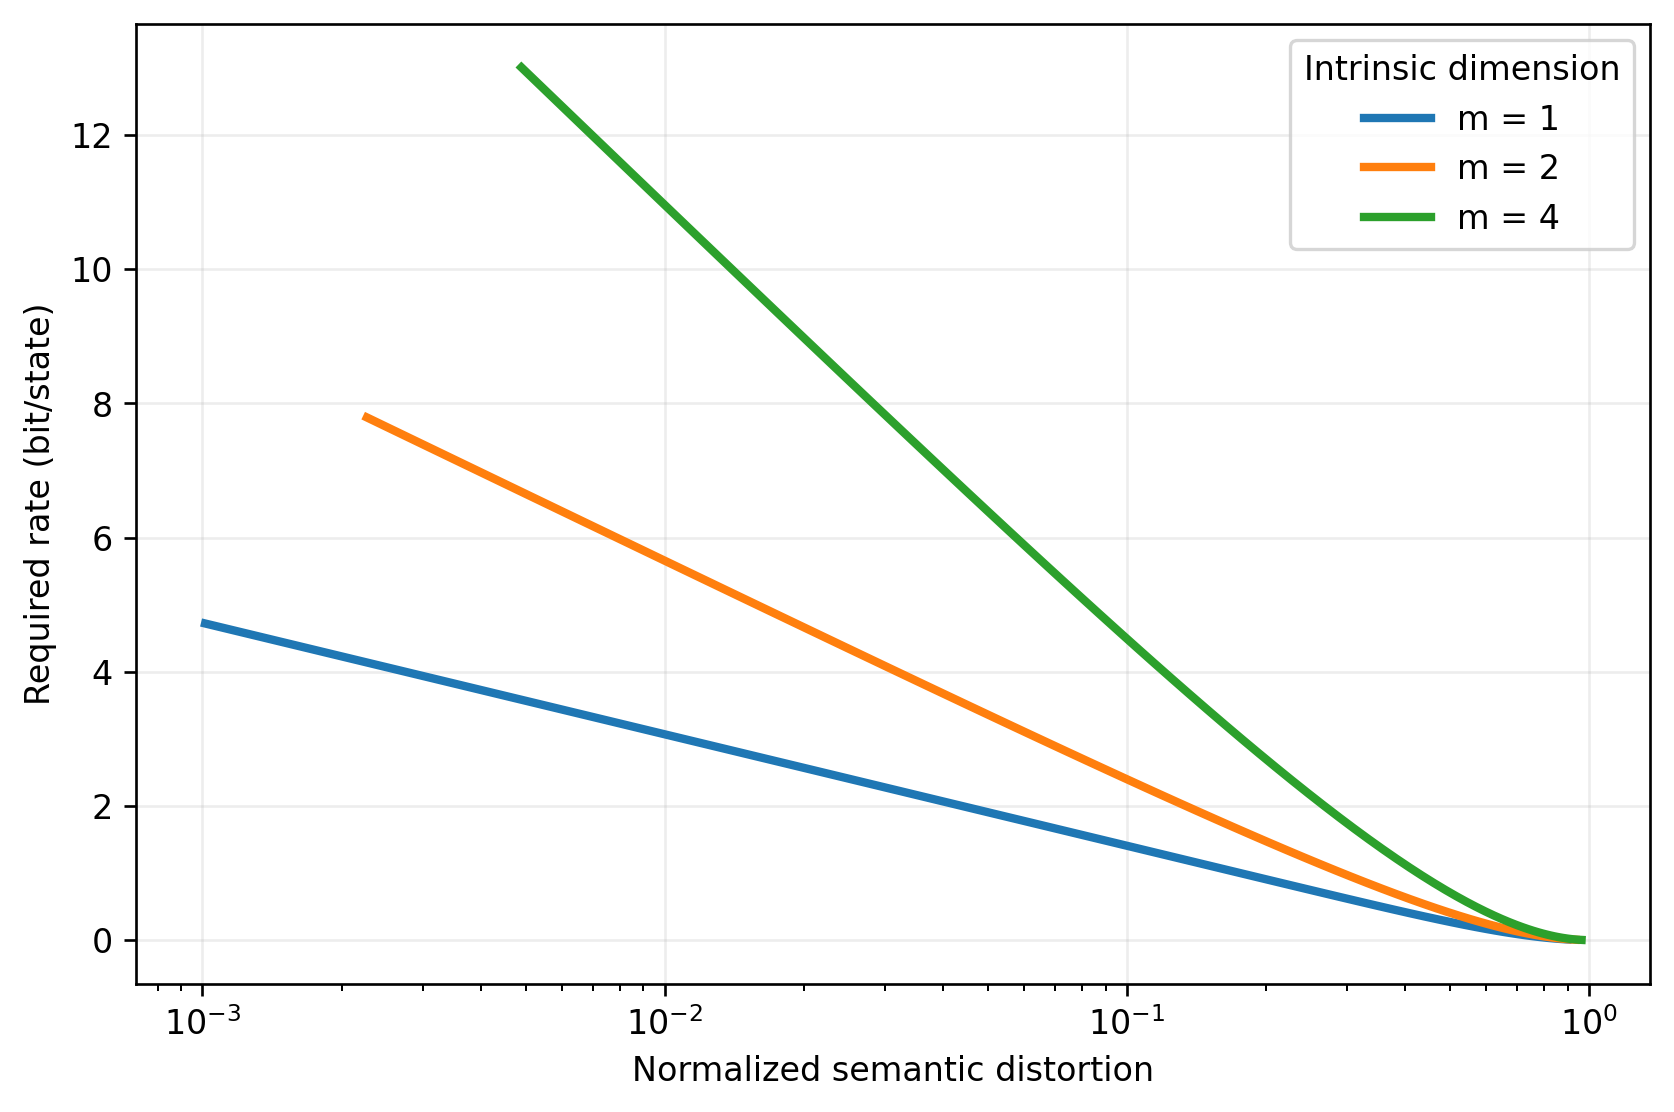 Intrinsic dimension
m = 1
m = 2
m = 4
Required rate (bit/state)
12
10
8
6
4
2
0
10⁻³ 10⁻² 10⁻¹ 10⁰
Normalized semantic distortion